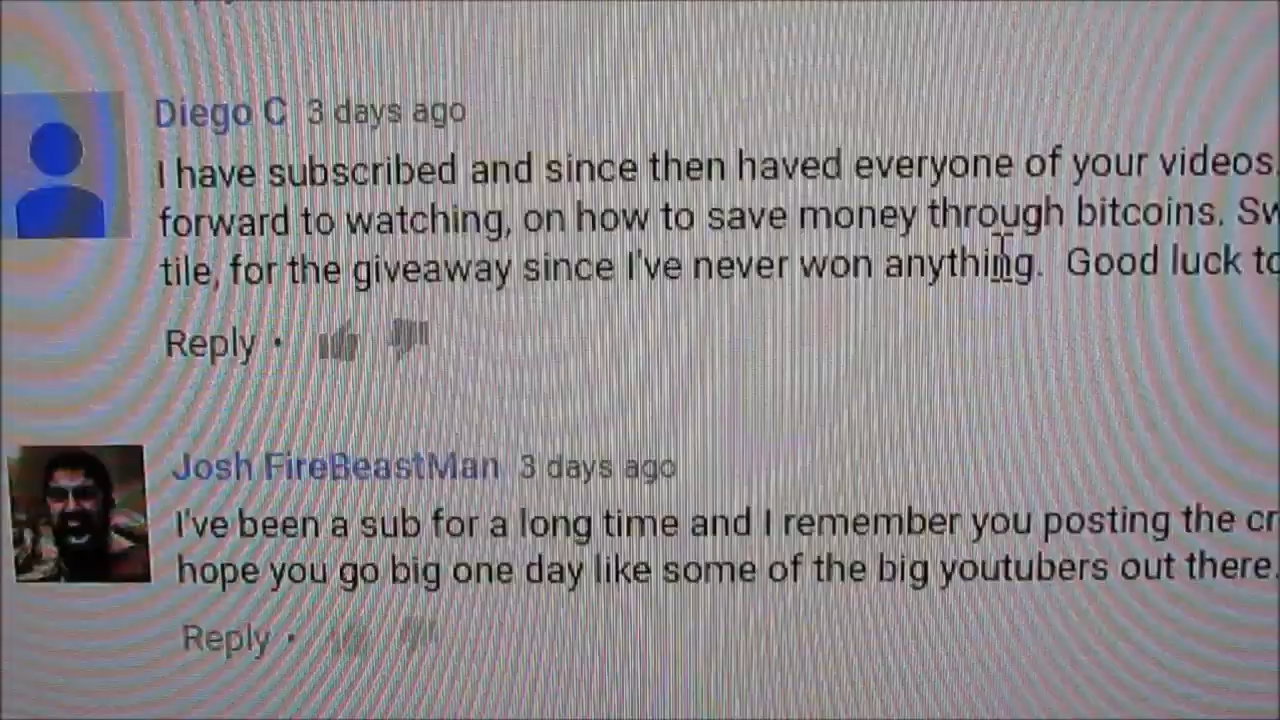 Diego C 3 days ago
I have subscribed and since then haved everyone of your videos.
forward to watching, on how to save money through bitcoins. Sw
tile, for the giveaway since I've never won anything. Good luck to
Reply •
Josh FireBeastMan 3 days ago
I've been a sub for a long time and I remember you posting the cr
hope you go big one day like some of the big youtubers out there.
Reply •